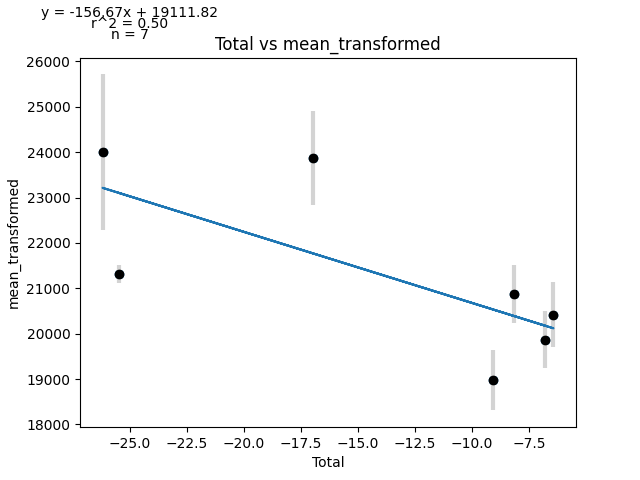 y = -156.67x + 19111.82
r^2 = 0.50
n = 7
Total vs mean_transformed
26000
25000
24000
23000
22000
21000
20000
19000
18000
mean_transformed
−25.0 −22.5 −20.0 −17.5 −15.0 −12.5 −10.0 −7.5
Total